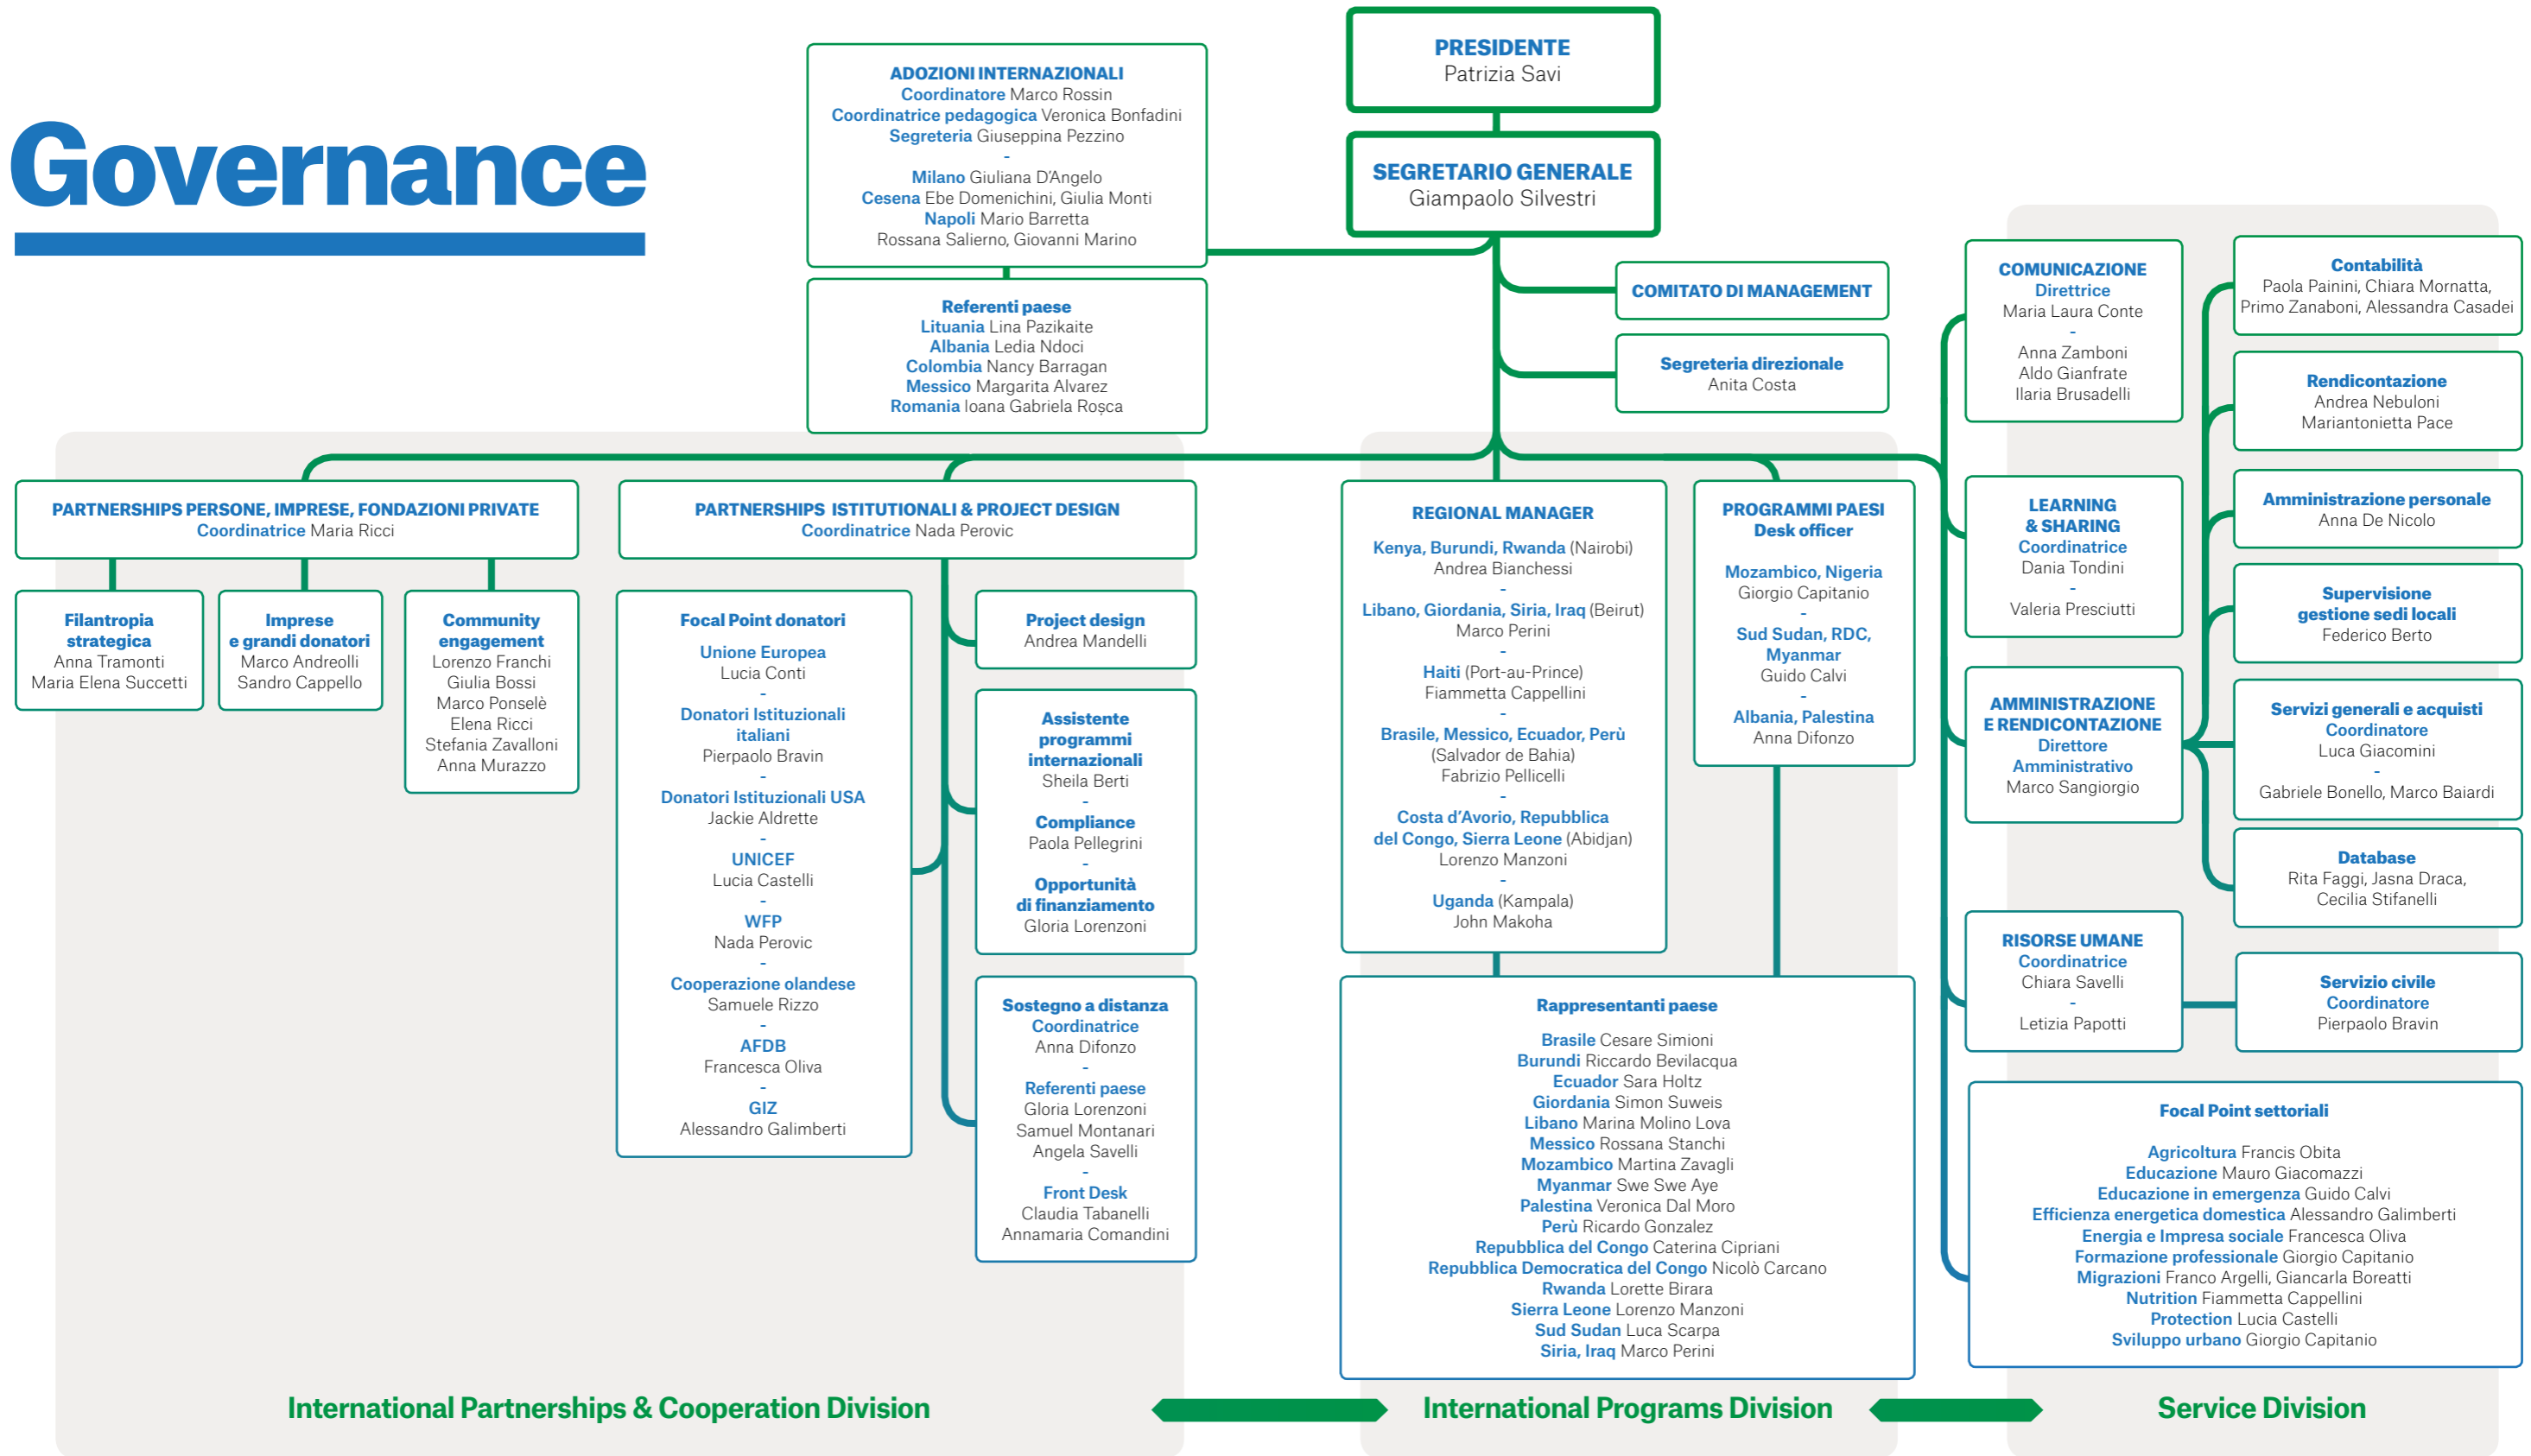 Governance
PRESIDENTE
Patrizia Savi
SEGRETARIO GENERALE
Giampaolo Silvestri
ADOZIONI INTERNAZIONALI
Coordinatore Marco Rossin
Coordinatrice pedagogica Veronica Bonfadini
Segreteria Giuseppina Pezzino
-
Milano Giuliana D'Angelo
Cesena Ebe Domenichini, Giulia Monti
Napoli Mario Barretta
Rossana Salierno, Giovanni Marino
Referenti paese
Lituania Lina Pazikaite
Albania Ledia Ndoci
Colombia Nancy Barragan
Messico Margarita Alvarez
Romania Ioana Gabriela Roșca
COMITATO DI MANAGEMENT
Segreteria direzionale
Anita Costa
PARTNERSHIPS PERSONE, IMPRESE, FONDAZIONI PRIVATE
Coordinatrice Maria Ricci
Filantropia
strategica
Anna Tramonti
Maria Elena Succetti
Imprese
e grandi donatori
Marco Andreolli
Sandro Cappello
Community
engagement
Lorenzo Franchi
Giulia Bossi
Marco Ponselè
Elena Ricci
Stefania Zavalloni
Anna Murazzo
PARTNERSHIPS ISTITUTIONALI & PROJECT DESIGN
Coordinatrice Nada Perovic
Focal Point donatori
Unione Europea
Lucia Conti
-
Donatori Istituzionali
italiani
Pierpaolo Bravin
-
Donatori Istituzionali USA
Jackie Aldrette
-
UNICEF
Lucia Castelli
-
WFP
Nada Perovic
-
Cooperazione olandese
Samuele Rizzo
-
AFDB
Francesca Oliva
-
GIZ
Alessandro Galimberti
Project design
Andrea Mandelli
Assistente
programmi
internazionali
Sheila Berti
-
Compliance
Paola Pellegrini
-
Opportunità
di finanziamento
Gloria Lorenzoni
Sostegno a distanza
Coordinatrice
Anna Difonzo
-
Referenti paese
Gloria Lorenzoni
Samuel Montanari
Angela Savelli
-
Front Desk
Claudia Tabanelli
Annamaria Comandini
REGIONAL MANAGER
Kenya, Burundi, Rwanda (Nairobi)
Andrea Bianchessi
-
Libano, Giordania, Siria, Iraq (Beirut)
Marco Perini
-
Haiti (Port-au-Prince)
Fiammetta Cappellini
-
Brasile, Messico, Ecuador, Perù
(Salvador de Bahia)
Fabrizio Pellicelli
-
Costa d'Avorio, Repubblica
del Congo, Sierra Leone (Abidjan)
Lorenzo Manzoni
-
Uganda (Kampala)
John Makoha
PROGRAMMI PAESI
Desk officer
Mozambico, Nigeria
Giorgio Capitanio
-
Sud Sudan, RDC,
Myanmar
Guido Calvi
-
Albania, Palestina
Anna Difonzo
Rappresentanti paese
Brasile Cesare Simioni
Burundi Riccardo Bevilacqua
Ecuador Sara Holtz
Giordania Simon Suweis
Libano Marina Molino Lova
Messico Rossana Stanchi
Mozambico Martina Zavagli
Myanmar Swe Swe Aye
Palestina Veronica Dal Moro
Perù Ricardo Gonzalez
Repubblica del Congo Caterina Cipriani
Repubblica Democratica del Congo Nicolò Carcano
Rwanda Lorette Birara
Sierra Leone Lorenzo Manzoni
Sud Sudan Luca Scarpa
Siria, Iraq Marco Perini
COMUNICAZIONE
Direttrice
Maria Laura Conte
-
Anna Zamboni
Aldo Gianfrate
Ilaria Brusadelli
LEARNING
& SHARING
Coordinatrice
Dania Tondini
-
Valeria Presciutti
AMMINISTRAZIONE
E RENDICONTAZIONE
Direttore
Amministrativo
Marco Sangiorgio
RISORSE UMANE
Coordinatrice
Chiara Savelli
-
Letizia Papotti
Contabilità
Paola Painini, Chiara Mornatta,
Primo Zanaboni, Alessandra Casadei
Rendicontazione
Andrea Nebuloni
Mariantonietta Pace
Amministrazione personale
Anna De Nicolo
Supervisione
gestione sedi locali
Federico Berto
Servizi generali e acquisti
Coordinatore
Luca Giacomini
-
Gabriele Bonello, Marco Baiardi
Database
Rita Faggi, Jasna Draca,
Cecilia Stifanelli
Servizio civile
Coordinatore
Pierpaolo Bravin
Focal Point settoriali
Agricoltura Francis Obita
Educazione Mauro Giacomazzi
Educazione in emergenza Guido Calvi
Efficienza energetica domestica Alessandro Galimberti
Energia e Impresa sociale Francesca Oliva
Formazione professionale Giorgio Capitanio
Migrazioni Franco Argelli, Giancarla Boreatti
Nutrition Fiammetta Cappellini
Protection Lucia Castelli
Sviluppo urbano Giorgio Capitanio
International Partnerships & Cooperation Division
International Programs Division
Service Division